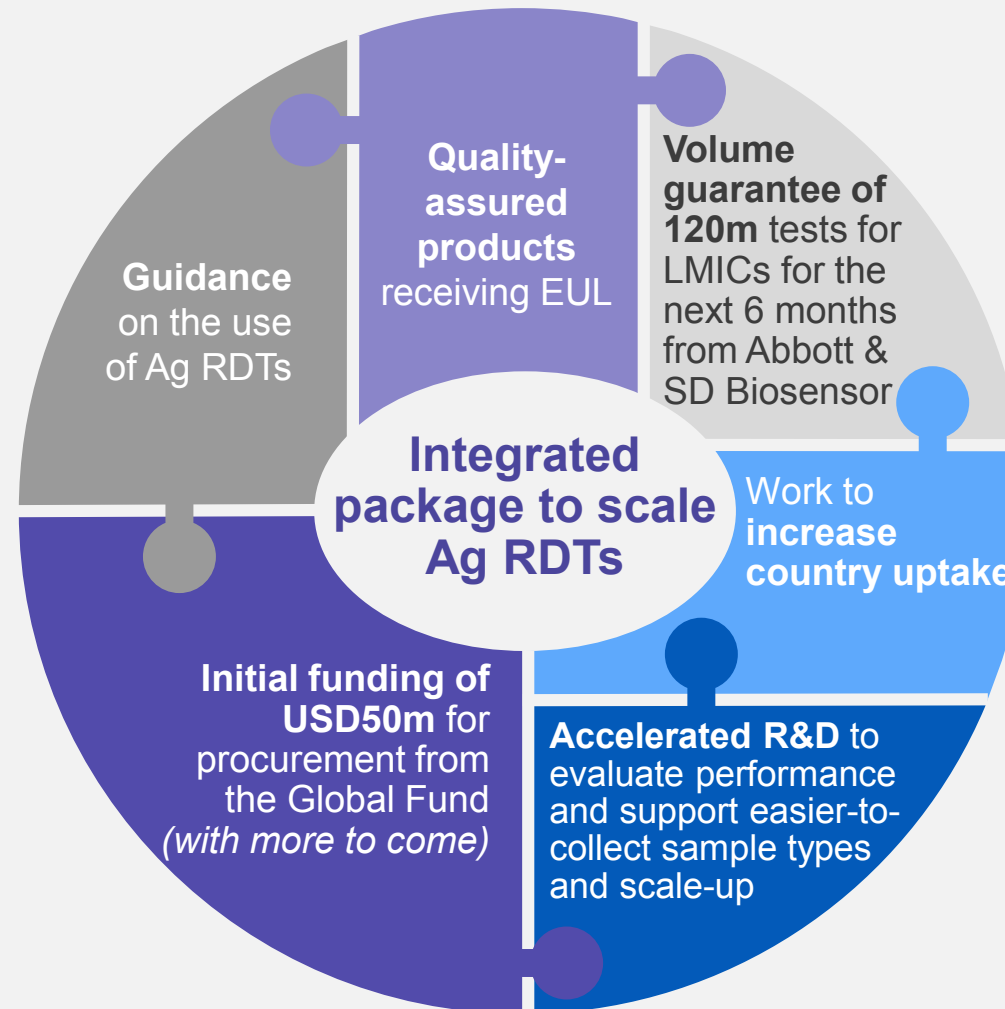 Quality-
assured
products
receiving EUL
Volume
guarantee of
120m tests for
LMICs for the
next 6 months
from Abbott &
SD Biosensor
Guidance
on the use
of Ag RDTs
Integrated
package to scale
Ag RDTs
Work to
increase
country uptake
Initial funding of
USD50m for
procurement from
the Global Fund
(with more to come)
Accelerated R&D to
evaluate performance
and support easier-to-
collect sample types
and scale-up